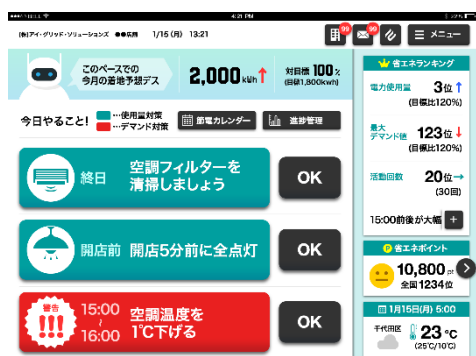 4:21 PM
(株)アイ・グリッド・ソリューションズ ●●店用 1/15 (月) 13:21
99
99
メニュー
このペースでの
今月の着地予想デス
2,000 kWh↑
対目標 100%
(目標1,800kwh)
今日やること!
…使用量対策
…デマンド対策
節電カレンダー
進捗管理
終日
空調フィルターを
清掃しましょう
OK
開店前
開店5分前に全点灯
OK
警告
!!!
15:00
~
16:00
空調温度を
1℃下げる
OK
省エネランキング
電力使用量 3位↑
(目標比120%)
最大
デマンド値 123位↓
(目標比120%)
活動回数 20位→
(30回)
15:00前後が大幅 +
P 省エネポイント
10,800 pt
全国1234位
1月15日(月) 5:00
千代田区
23℃
(25℃/10℃)